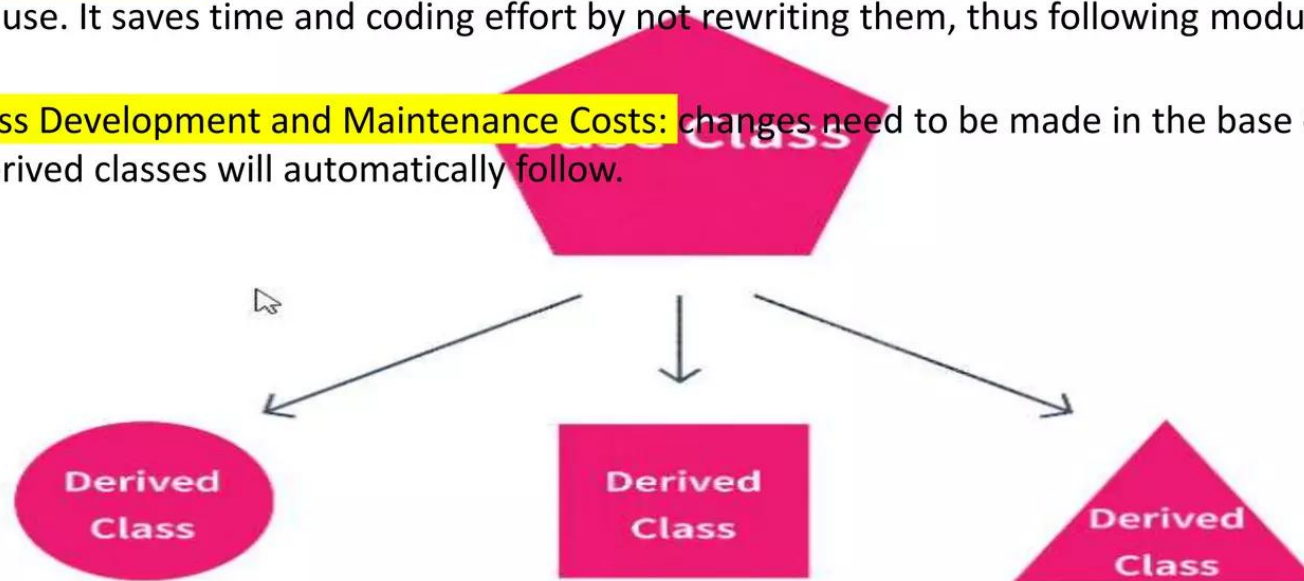 use. It saves time and coding effort by not rewriting them, thus following modu
ss Development and Maintenance Costs: changes need to be made in the base
Base Class
rived classes will automatically follow.
Derived
Class
Derived
Class
Derived
Class